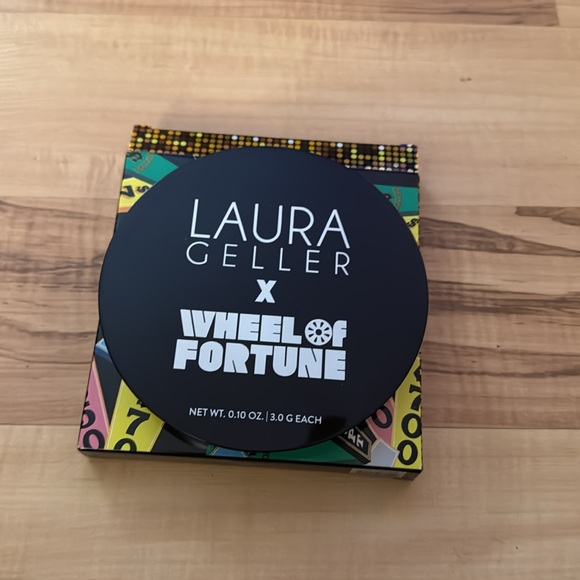 LAURA
GELLER
X
WHEEL OF
FORTUNE
NET WT. 0.10 OZ. | 3.0 G EACH